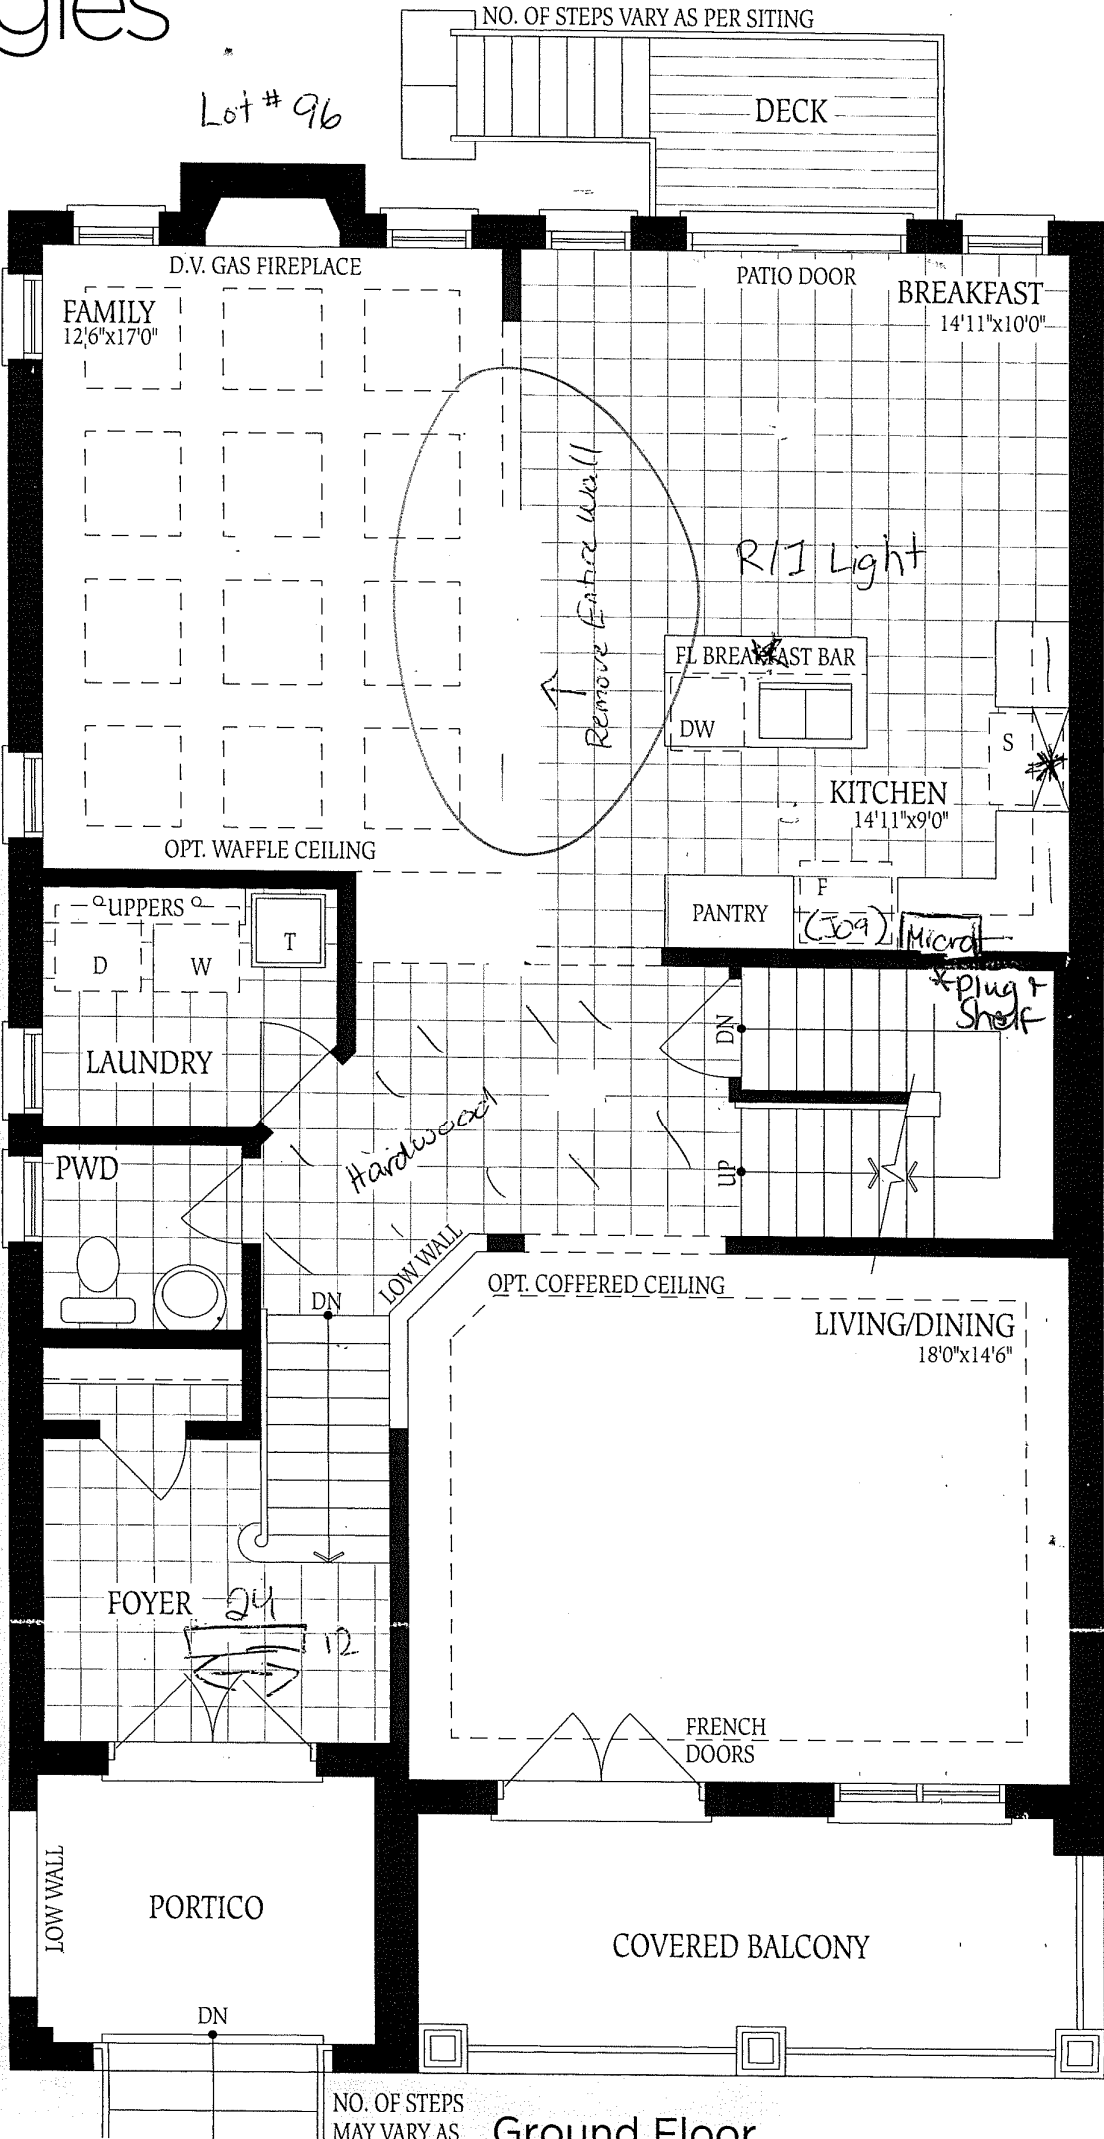 gles
NO. OF STEPS VARY AS PER SITING
Lot # 96
DECK
D.V. GAS FIREPLACE
PATIO DOOR
FAMILY
12'6"x17'0"
BREAKFAST
14'11"x10'0"
Remove Entire Wall
R/I Light
FL BREAKFAST BAR
DW
S
KITCHEN
14'11"x9'0"
OPT. WAFFLE CEILING
UPPERS
D
W
T
PANTRY
F
Micro
*Plug +
Shelf
DN
LAUNDRY
Hardwood
PWD
UP
LOW WALL
DN
OPT. COFFERED CEILING
LIVING/DINING
18'0"x14'6"
FOYER
24
12
FRENCH
DOORS
LOW WALL
PORTICO
COVERED BALCONY
DN
NO. OF STEPS
MAY VARY AS
Ground Floor